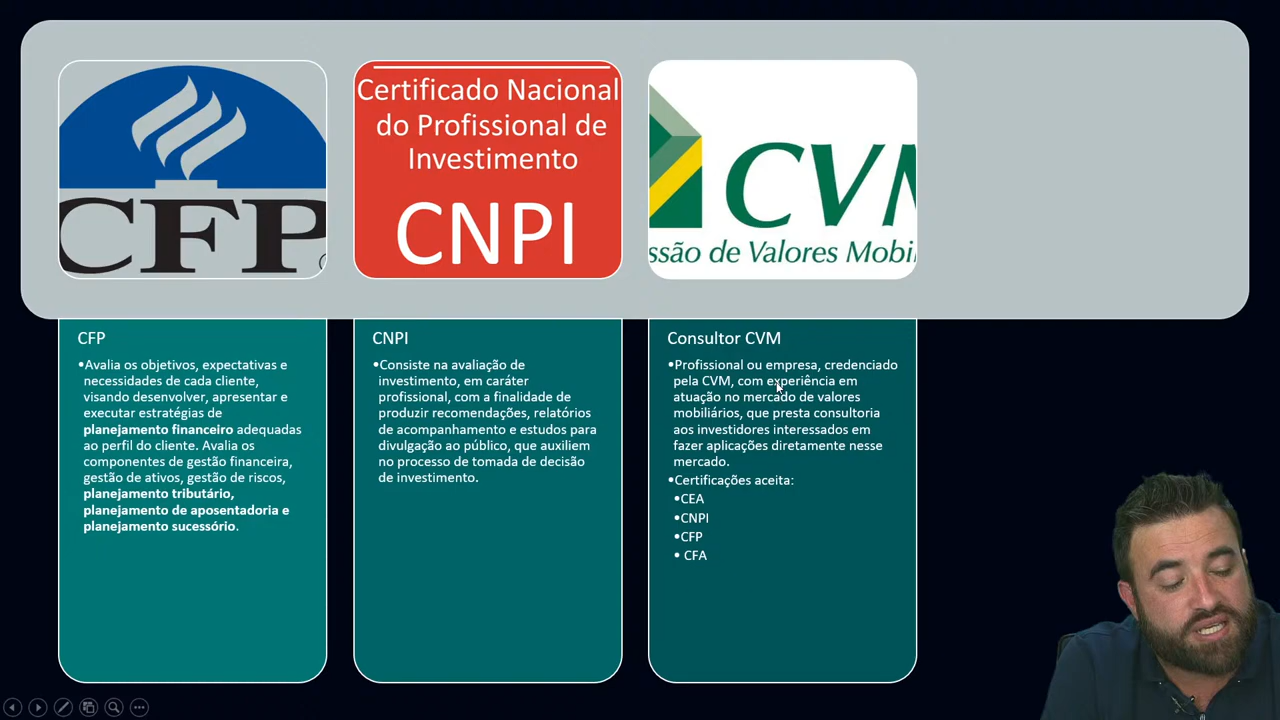 CFP
Certificado Nacional
do Profissional de
Investimento
CNPI
CVM
ssão de Valores Mobi
CFP
•Avalia os objetivos, expectativas e
necessidades de cada cliente,
visando desenvolver, apresentar e
executar estratégias de
planejamento financeiro adequadas
ao perfil do cliente. Avalia os
componentes de gestão financeira,
gestão de ativos, gestão de riscos,
planejamento tributário,
planejamento de aposentadoria e
planejamento sucessório.
CNPI
•Consiste na avaliação de
investimento, em caráter
profissional, com a finalidade de
produzir recomendações, relatórios
de acompanhamento e estudos para
divulgação ao público, que auxiliem
no processo de tomada de decisão
de investimento.
Consultor CVM
•Profissional ou empresa, credenciado
pela CVM, com experiência em
atuação no mercado de valores
mobiliários, que presta consultoria
aos investidores interessados em
fazer aplicações diretamente nesse
mercado.
•Certificações aceita:
•CEA
•CNPI
•CFP
• CFA